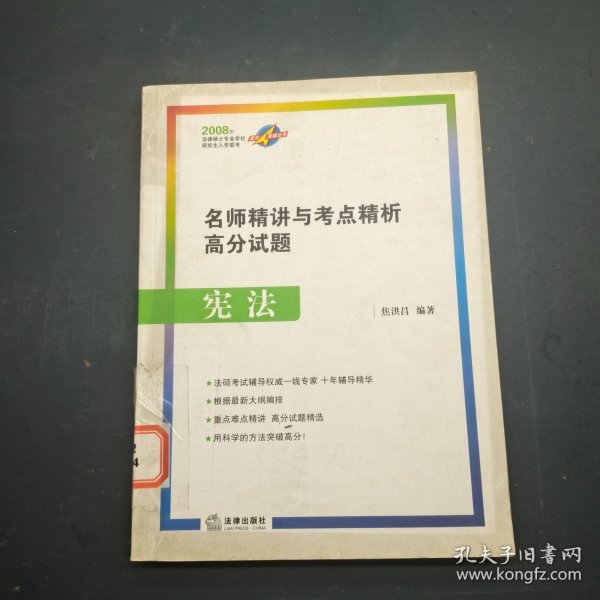 2008年
法律硕士专业学位
研究生入学联考
名师精讲与考点精析
高分试题
宪法
焦洪昌 编著
★法硕考试辅导权威一线专家 十年辅导精华
★根据最新大纲编排
★重点难点精讲 高分试题精选
★用科学的方法突破高分!
2
4
法律出版社
LAW PRESS·CHINA
孔夫子旧书网
www.kongfz.com